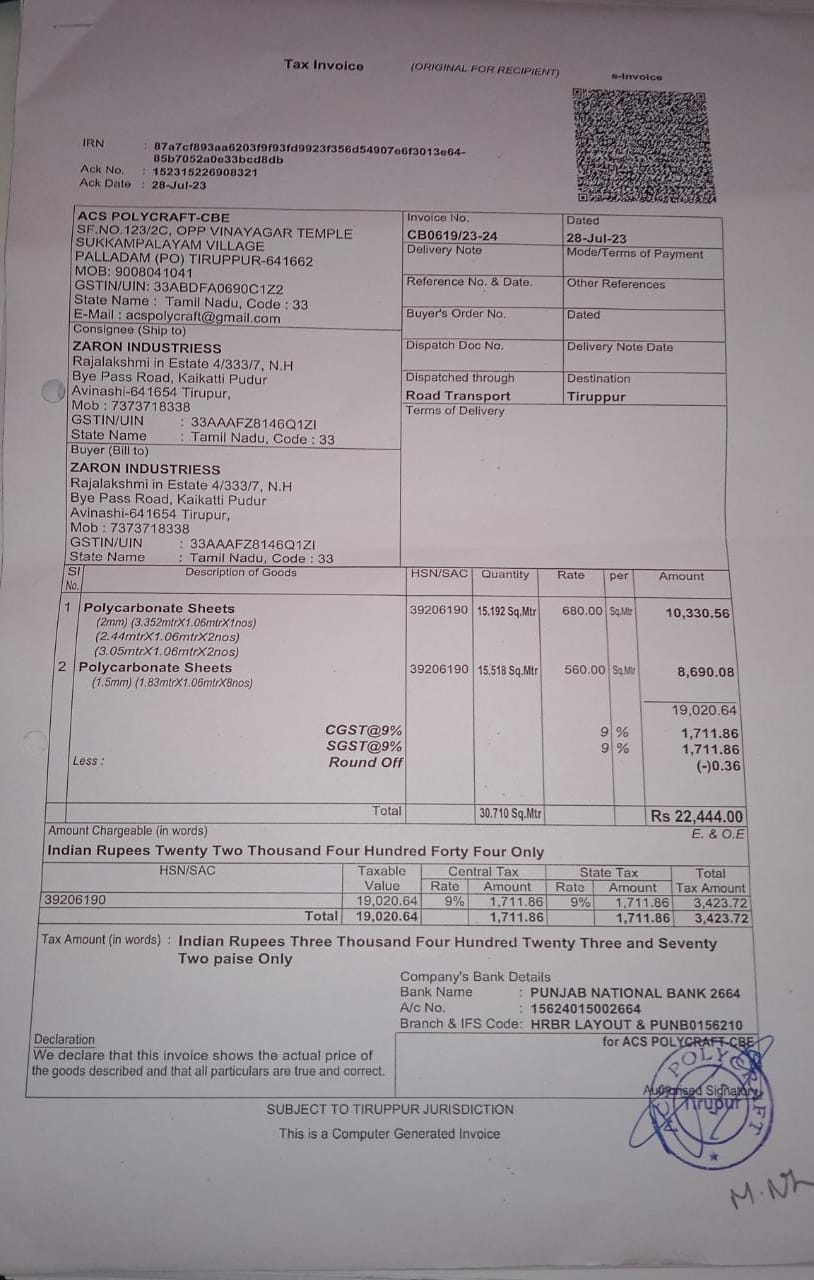 Tax Invoice
(ORIGINAL FOR RECIPIENT)
e-Invoice
IRN : 87a7cf893aa6203f9f93fd9923f356d54907e6f3013e64-
85b7052a0e33bcd8db
Ack No. : 152315226908321
Ack Date : 28-Jul-23
ACS POLYCRAFT-CBE
SF.NO.123/2C, OPP VINAYAGAR TEMPLE
SUKKAMPALAYAM VILLAGE
PALLADAM (PO) TIRUPPUR-641662
MOB: 9008041041
GSTIN/UIN: 33ABDFA0690C1Z2
State Name : Tamil Nadu, Code : 33
E-Mail : acspolycraft@gmail.com
Invoice No.
CB0619/23-24
Dated
28-Jul-23
Delivery Note
Mode/Terms of Payment
Reference No. & Date.
Other References
Buyer's Order No.
Dated
Dispatch Doc No.
Delivery Note Date
Dispatched through
Road Transport
Destination
Tiruppur
Terms of Delivery
Consignee (Ship to)
ZARON INDUSTRIESS
Rajalakshmi in Estate 4/333/7, N.H
Bye Pass Road, Kaikatti Pudur
Avinashi-641654 Tirupur,
Mob : 7373718338
GSTIN/UIN : 33AAAFZ8146Q1ZI
State Name : Tamil Nadu, Code : 33
Buyer (Bill to)
ZARON INDUSTRIESS
Rajalakshmi in Estate 4/333/7, N.H
Bye Pass Road, Kaikatti Pudur
Avinashi-641654 Tirupur,
Mob : 7373718338
GSTIN/UIN : 33AAAFZ8146Q1ZI
State Name : Tamil Nadu, Code : 33
Sl No. Description of Goods HSN/SAC Quantity Rate per Amount
1 Polycarbonate Sheets 39206190 15.192 Sq.Mtr 680.00 Sq.Mtr 10,330.56
(2mm) (3.352mtrX1.06mtrX1nos)
(2.44mtrX1.06mtrX2nos)
(3.05mtrX1.06mtrX2nos)
2 Polycarbonate Sheets 39206190 15.518 Sq.Mtr 560.00 Sq.Mtr 8,690.08
(1.5mm) (1.83mtrX1.06mtrX8nos)
19,020.64
CGST@9% 9 % 1,711.86
SGST@9% 9 % 1,711.86
Less : Round Off (-)0.36
Total 30.710 Sq.Mtr Rs 22,444.00
Amount Chargeable (in words) E. & O.E
Indian Rupees Twenty Two Thousand Four Hundred Forty Four Only
HSN/SAC Taxable Central Tax State Tax Total
Value Rate Amount Rate Amount Tax Amount
39206190 19,020.64 9% 1,711.86 9% 1,711.86 3,423.72
Total 19,020.64 1,711.86 1,711.86 3,423.72
Tax Amount (in words) : Indian Rupees Three Thousand Four Hundred Twenty Three and Seventy
Two paise Only
Company's Bank Details
Bank Name : PUNJAB NATIONAL BANK 2664
A/c No. : 15624015002664
Branch & IFS Code: HRBR LAYOUT & PUNB0156210
Declaration
We declare that this invoice shows the actual price of
the goods described and that all particulars are true and correct.
for ACS POLYCRAFT-CBE
Authorised Signatory
ACS POLYCRAFT
Tirupur
SUBJECT TO TIRUPPUR JURISDICTION
This is a Computer Generated Invoice